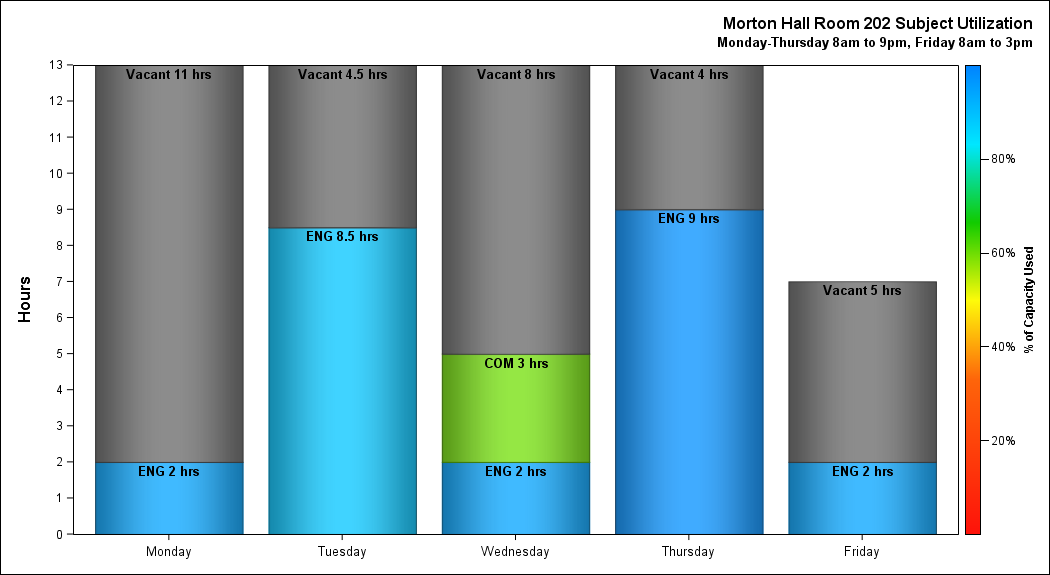 Morton Hall Room 202 Subject Utilization
Monday-Thursday 8am to 9pm, Friday 8am to 3pm
13
12
11
10
9
8
7
6
5
4
3
2
1
0
Hours
Vacant 11 hrs
ENG 2 hrs
Vacant 4.5 hrs
ENG 8.5 hrs
Vacant 8 hrs
COM 3 hrs
ENG 2 hrs
Vacant 4 hrs
ENG 9 hrs
Vacant 5 hrs
ENG 2 hrs
Monday
Tuesday
Wednesday
Thursday
Friday
80%
60%
40%
20%
% of Capacity Used